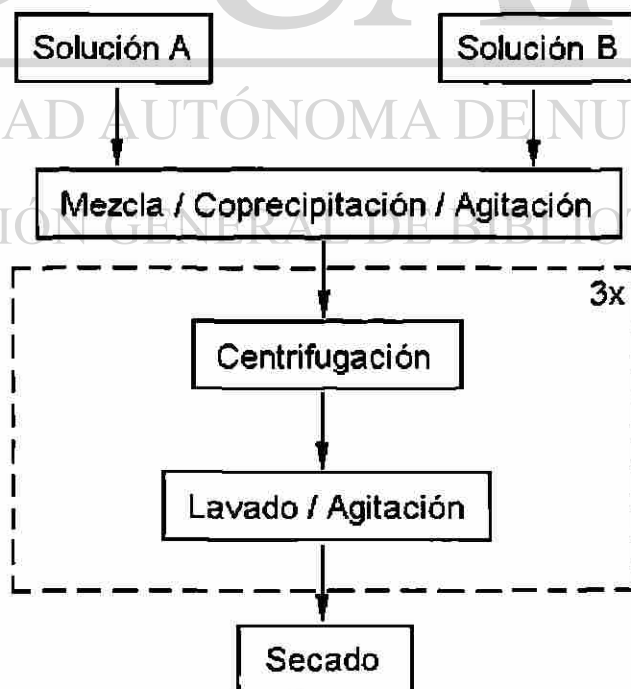 Solución A
Solución B
AD AUTÓNOMA DE NU
Mezcla / Coprecipitación / Agitación
IÓN GENERAL DE BIBLIOT
3x
Centrifugación
Lavado / Agitación
Secado